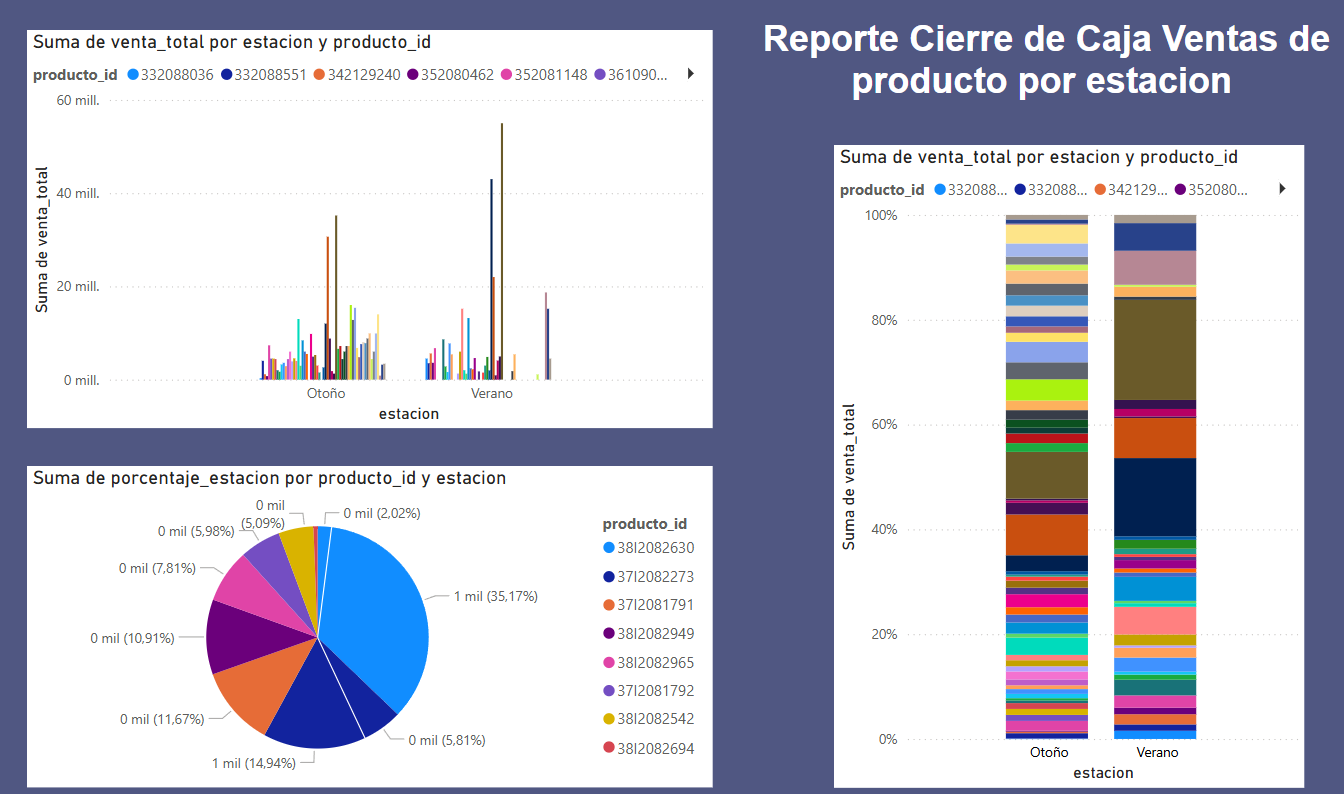 Reporte Cierre de Caja Ventas de
producto por estacion
Suma de venta_total por estacion y producto_id
producto_id 332088036 332088551 342129240 352080462 352081148 361090...
60 mill.
40 mill.
20 mill.
0 mill.
Suma de venta_total
Otoño Verano
estacion
Suma de porcentaje_estacion por producto_id y estacion
0 mil (2,02%)
1 mil (35,17%)
0 mil (5,81%)
1 mil (14,94%)
0 mil (11,67%)
0 mil (10,91%)
0 mil (7,81%)
0 mil (5,98%)
0 mil
(5,09%)
producto_id
38I2082630
37I2082273
37I2081791
38I2082949
38I2082965
37I2081792
38I2082542
38I2082694
Suma de venta_total por estacion y producto_id
producto_id 332088... 332088... 342129... 352080...
100%
80%
60%
40%
20%
0%
Suma de venta_total
Otoño Verano
estacion